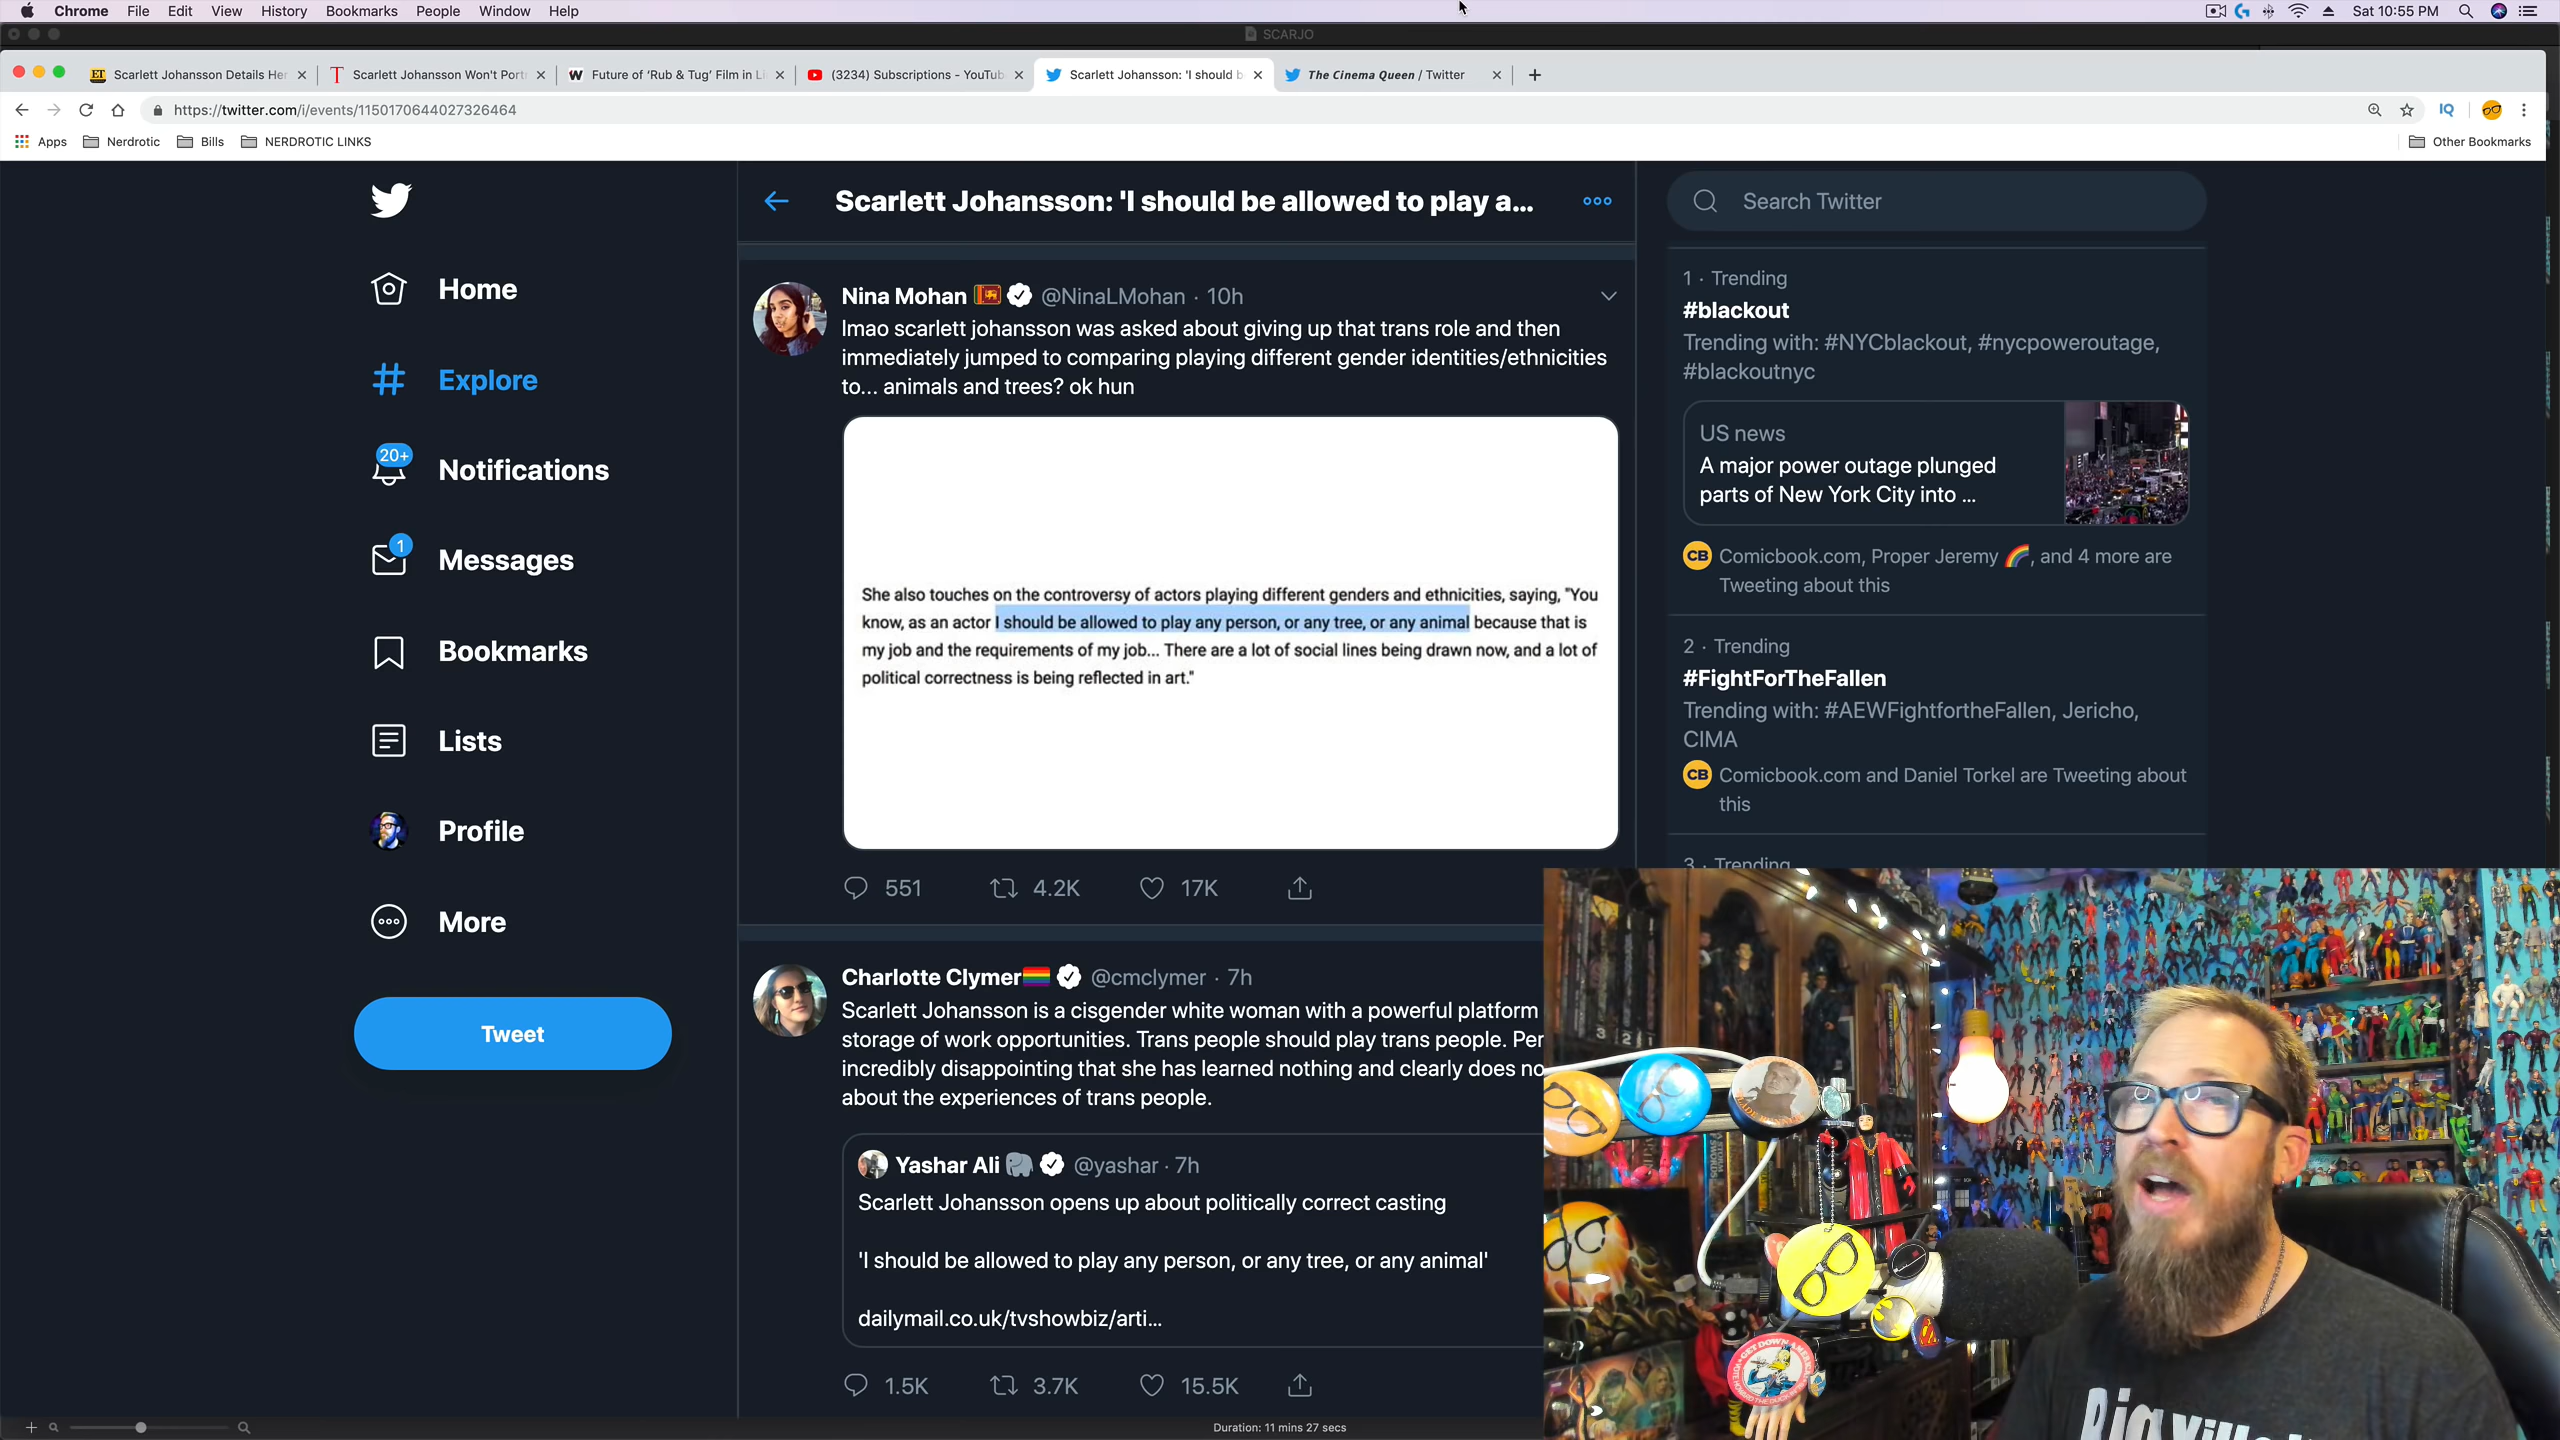 Chrome File Edit View History Bookmarks People Window Help
Sat 10:55 PM
SCARJO
ET Scarlett Johansson Details Her
T Scarlett Johansson Won't Port
W Future of 'Rub & Tug' Film in Li
(3234) Subscriptions - YouTub
Scarlett Johansson: 'I should b
The Cinema Queen / Twitter
https://twitter.com/i/events/1150170644027326464
IQ
Apps Nerdrotic Bills NERDROTIC LINKS
Other Bookmarks
Home
Explore
20+
Notifications
1
Messages
Bookmarks
Lists
Profile
More
Tweet
Scarlett Johansson: 'I should be allowed to play a...
Nina Mohan @NinaLMohan · 10h
lmao scarlett johansson was asked about giving up that trans role and then
immediately jumped to comparing playing different gender identities/ethnicities
to... animals and trees? ok hun
She also touches on the controversy of actors playing different genders and ethnicities, saying, "You
know, as an actor I should be allowed to play any person, or any tree, or any animal because that is
my job and the requirements of my job... There are a lot of social lines being drawn now, and a lot of
political correctness is being reflected in art."
551 4.2K 17K
Charlotte Clymer @cmclymer · 7h
Scarlett Johansson is a cisgender white woman with a powerful platform
storage of work opportunities. Trans people should play trans people. Per
incredibly disappointing that she has learned nothing and clearly does no
about the experiences of trans people.
Yashar Ali @yashar · 7h
Scarlett Johansson opens up about politically correct casting
'I should be allowed to play any person, or any tree, or any animal'
dailymail.co.uk/tvshowbiz/arti...
1.5K 3.7K 15.5K
Search Twitter
1 · Trending
#blackout
Trending with: #NYCblackout, #nycpoweroutage,
#blackoutnyc
US news
A major power outage plunged
parts of New York City into ...
CB Comicbook.com, Proper Jeremy, and 4 more are
Tweeting about this
2 · Trending
#FightForTheFallen
Trending with: #AEWFightfortheFallen, Jericho,
CIMA
CB Comicbook.com and Daniel Torkel are Tweeting about
this
3 · Trending
GET DOWN AMERICA
Duration: 11 mins 27 secs